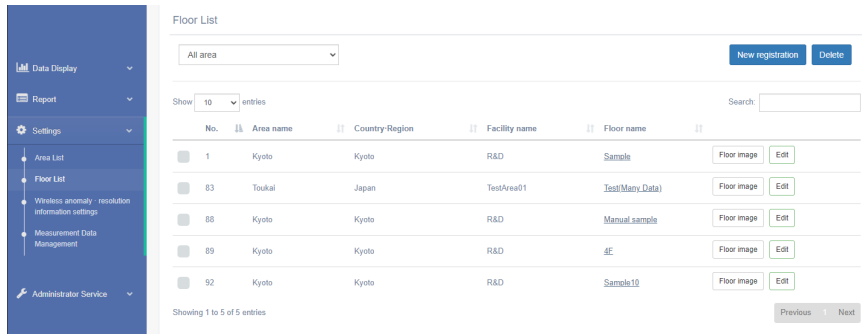 Floor List
All area
New registration
Delete
Data Display
Report
Settings
Area List
Floor List
Wireless anomaly - resolution
information settings
Measurement Data
Management
Administrator Service
Show 10 entries
Search:
No. Area name Country·Region Facility name Floor name
1 Kyoto Kyoto R&D Sample Floor image Edit
83 Toukai Japan TestArea01 Test(Many Data) Floor image Edit
88 Kyoto Kyoto R&D Manual sample Floor image Edit
89 Kyoto Kyoto R&D 4F Floor image Edit
92 Kyoto Kyoto R&D Sample10 Floor image Edit
Showing 1 to 5 of 5 entries
Previous 1 Next